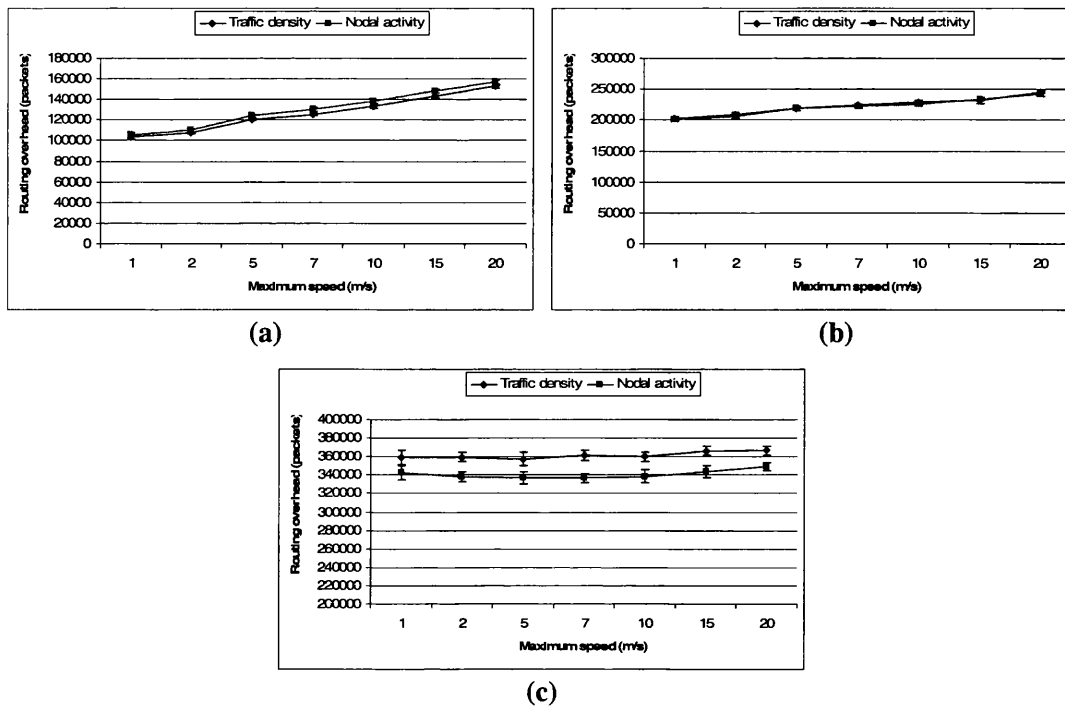 Traffic density Nodal activity
Routing overhead (packets)
180000
160000
140000
120000
100000
80000
60000
40000
20000
0
1 2 5 7 10 15 20
Maximum speed (m/s)
(a)
Traffic density Nodal activity
Routing overhead (packets)
300000
250000
200000
150000
100000
50000
0
1 2 5 7 10 15 20
Maximum speed (m/s)
(b)
Traffic density Nodal activity
Routing overhead (packets)
400000
380000
360000
340000
320000
300000
280000
260000
240000
220000
200000
1 2 5 7 10 15 20
Maximum speed (m/s)
(c)